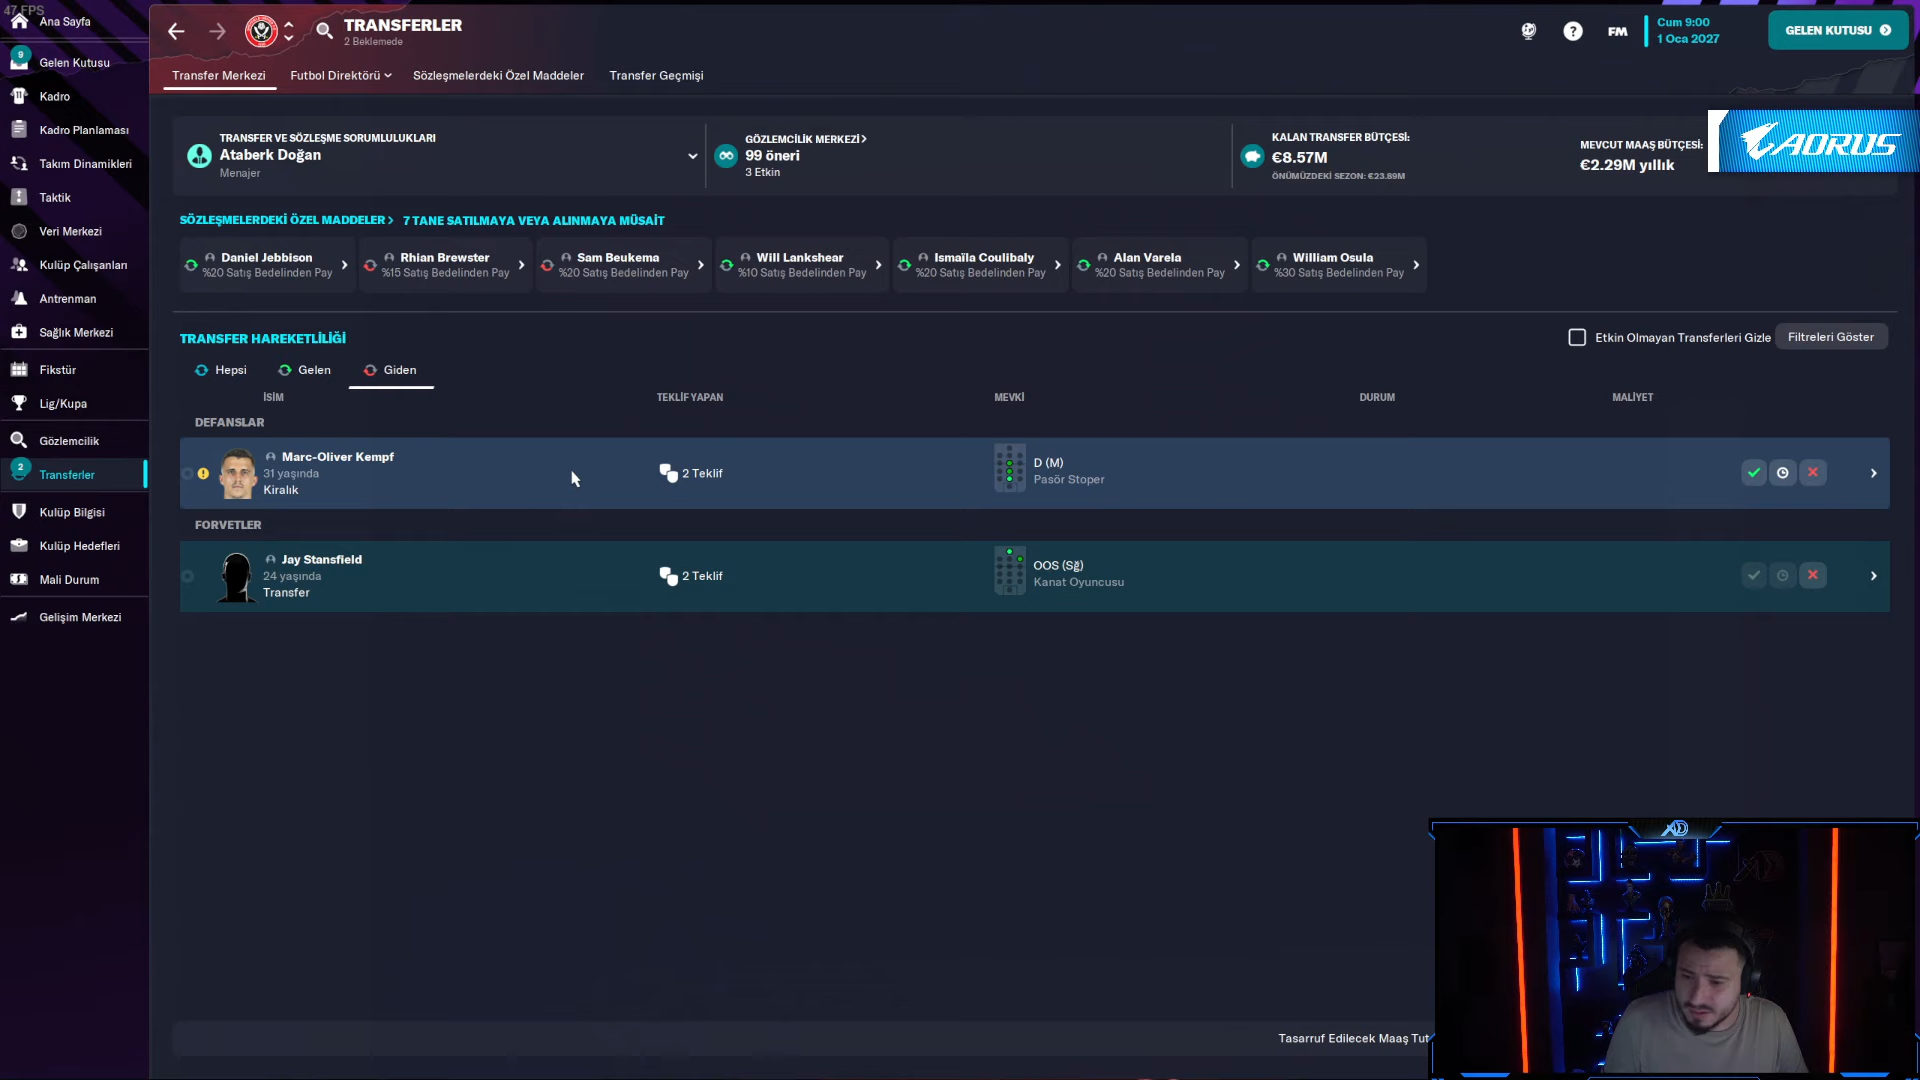 47 FPS
Ana Sayfa
9
Gelen Kutusu
Kadro
Kadro Planlaması
Takım Dinamikleri
Taktik
Veri Merkezi
Kulüp Çalışanları
Antrenman
Sağlık Merkezi
Fikstür
Lig/Kupa
Gözlemcilik
2
Transferler
Kulüp Bilgisi
Kulüp Hedefleri
Mali Durum
Gelişim Merkezi
TRANSFERLER
2 Beklemede
?
FM
Cum 9:00
1 Oca 2027
GELEN KUTUSU
Transfer Merkezi
Futbol Direktörü
Sözleşmelerdeki Özel Maddeler
Transfer Geçmişi
TRANSFER VE SÖZLEŞME SORUMLULUKLARI
Ataberk Doğan
Menajer
GÖZLEMCİLİK MERKEZİ>
99 öneri
3 Etkin
KALAN TRANSFER BÜTÇESİ:
€8.57M
ÖNÜMÜZDEKİ SEZON: €23.89M
MEVCUT MAAŞ BÜTÇESİ:
€2.29M yıllık
AORUS
SÖZLEŞMELERDEKİ ÖZEL MADDELER > 7 TANE SATILMAYA VEYA ALINMAYA MÜSAİT
Daniel Jebbison
%20 Satış Bedelinden Pay
Rhian Brewster
%15 Satış Bedelinden Pay
Sam Beukema
%20 Satış Bedelinden Pay
Will Lankshear
%10 Satış Bedelinden Pay
Ismaïla Coulibaly
%20 Satış Bedelinden Pay
Alan Varela
%20 Satış Bedelinden Pay
William Osula
%30 Satış Bedelinden Pay
TRANSFER HAREKETLİLİĞİ
Etkin Olmayan Transferleri Gizle
Filtreleri Göster
Hepsi
Gelen
Giden
İSİM
TEKLİF YAPAN
MEVKİ
DURUM
MALİYET
DEFANSLAR
Marc-Oliver Kempf
31 yaşında
Kiralık
2 Teklif
D (M)
Pasör Stoper
FORVETLER
Jay Stansfield
24 yaşında
Transfer
2 Teklif
OOS (Sğ)
Kanat Oyuncusu
Tasarruf Edilecek Maaş Tut